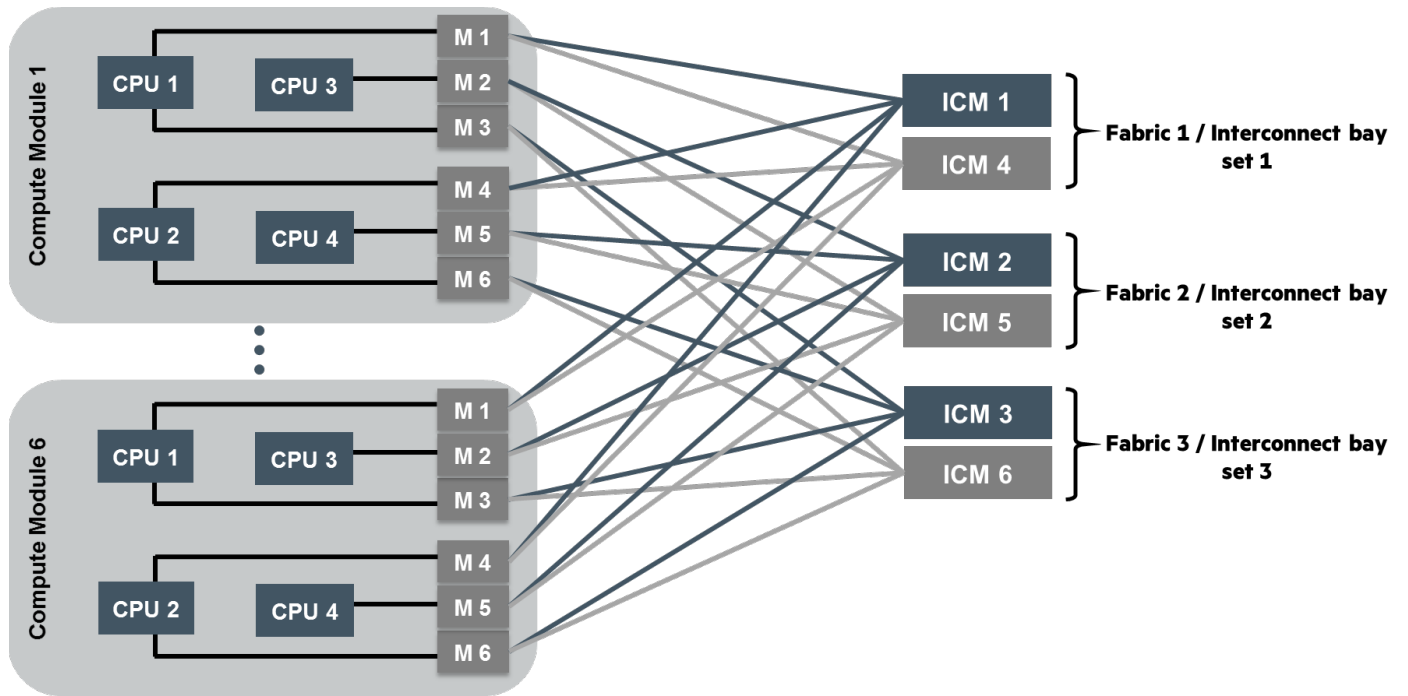 Compute Module 1
CPU 1
CPU 3
M 1
M 2
M 3
CPU 2
CPU 4
M 4
M 5
M 6
Compute Module 6
CPU 1
CPU 3
M 1
M 2
M 3
CPU 2
CPU 4
M 4
M 5
M 6
ICM 1
ICM 4
Fabric 1 / Interconnect bay
set 1
ICM 2
ICM 5
Fabric 2 / Interconnect bay
set 2
ICM 3
ICM 6
Fabric 3 / Interconnect bay
set 3